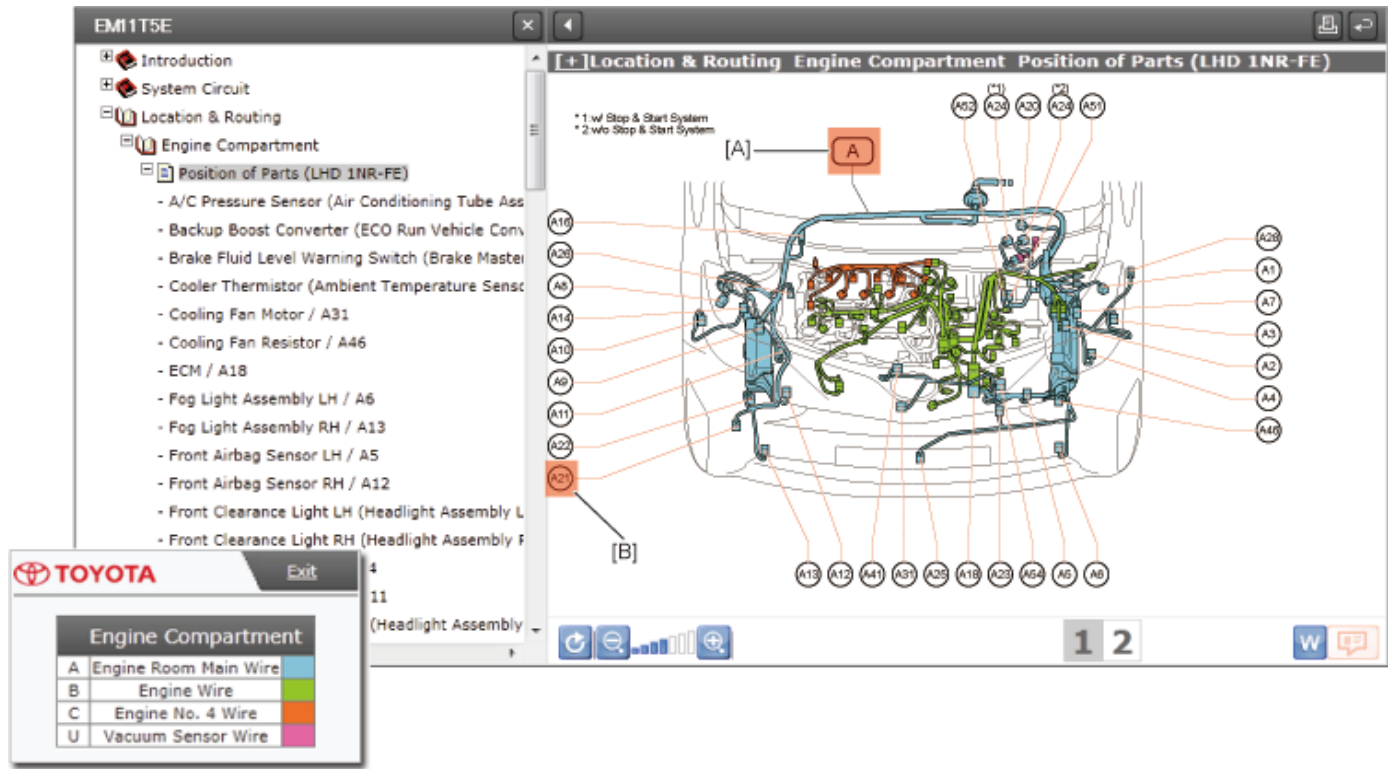 EM11T5E
Introduction
System Circuit
Location & Routing
Engine Compartment
Position of Parts (LHD 1NR-FE)
- A/C Pressure Sensor (Air Conditioning Tube Ass
- Backup Boost Converter (ECO Run Vehicle Conv
- Brake Fluid Level Warning Switch (Brake Master
- Cooler Thermistor (Ambient Temperature Senso
- Cooling Fan Motor / A31
- Cooling Fan Resistor / A46
- ECM / A18
- Fog Light Assembly LH / A6
- Fog Light Assembly RH / A13
- Front Airbag Sensor LH / A5
- Front Airbag Sensor RH / A12
- Front Clearance Light LH (Headlight Assembly L
- Front Clearance Light RH (Headlight Assembly R
4
11
(Headlight Assembly
TOYOTA
Exit
Engine Compartment
A Engine Room Main Wire
B Engine Wire
C Engine No. 4 Wire
U Vacuum Sensor Wire
[+]Location & Routing Engine Compartment Position of Parts (LHD 1NR-FE)
* 1:w/ Stop & Start System
* 2:w/o Stop & Start System
(*1) (*2)
A52 A24 A20 A24 A51
[A]
A
A16
A26
A8
A14
A10
A9
A11
A22
A21
[B]
A28
A1
A7
A3
A2
A4
A46
A13 A12 A41 A31 A25 A18 A23 A54 A5 A6
1 2
W